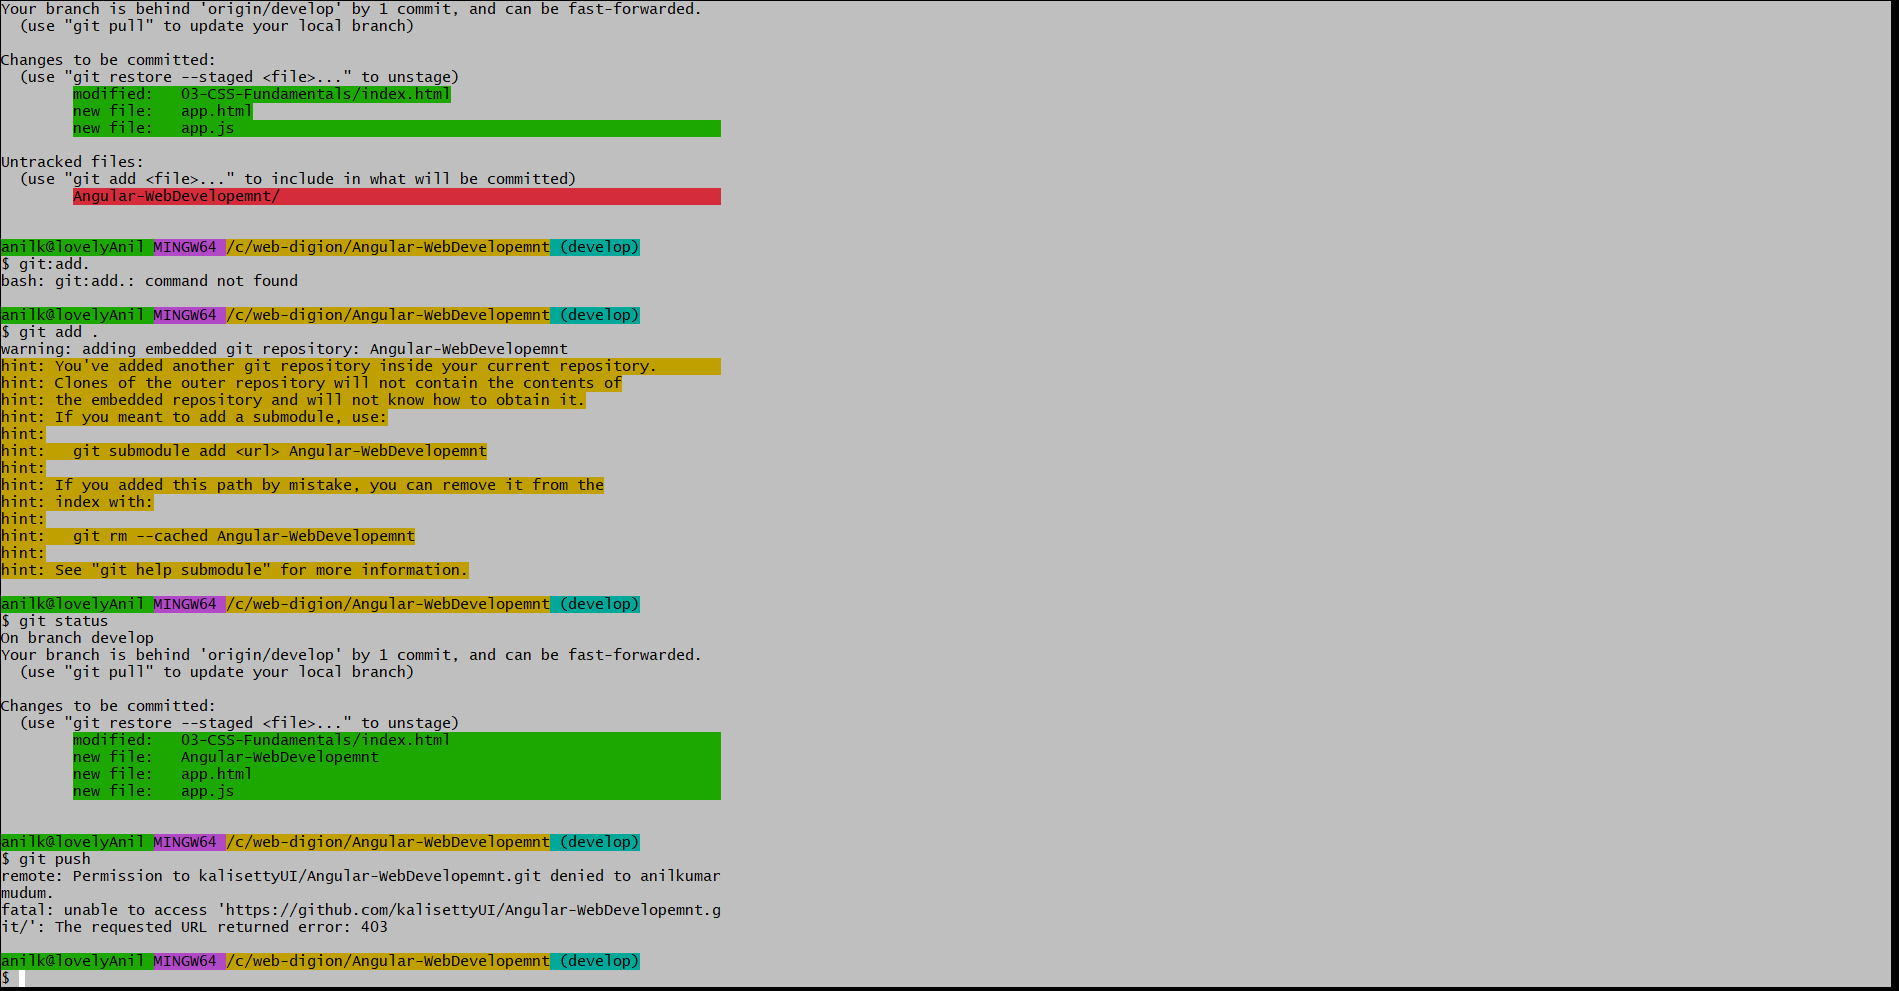 Your branch is behind 'origin/develop' by 1 commit, and can be fast-forwarded.
  (use "git pull" to update your local branch)
Changes to be committed:
  (use "git restore --staged <file>..." to unstage)
        modified:   03-CSS-Fundamentals/index.html
        new file:   app.html
        new file:   app.js
Untracked files:
  (use "git add <file>..." to include in what will be committed)
        Angular-WebDevelopemnt/
anilk@lovelyAnil MINGW64 /c/web-digion/Angular-WebDevelopemnt (develop)
$ git:add.
bash: git:add.: command not found
anilk@lovelyAnil MINGW64 /c/web-digion/Angular-WebDevelopemnt (develop)
$ git add .
warning: adding embedded git repository: Angular-WebDevelopemnt
hint: You've added another git repository inside your current repository.
hint: Clones of the outer repository will not contain the contents of
hint: the embedded repository and will not know how to obtain it.
hint: If you meant to add a submodule, use:
hint:
hint:   git submodule add <url> Angular-WebDevelopemnt
hint:
hint: If you added this path by mistake, you can remove it from the
hint: index with:
hint:
hint:   git rm --cached Angular-WebDevelopemnt
hint:
hint: See "git help submodule" for more information.
anilk@lovelyAnil MINGW64 /c/web-digion/Angular-WebDevelopemnt (develop)
$ git status
On branch develop
Your branch is behind 'origin/develop' by 1 commit, and can be fast-forwarded.
  (use "git pull" to update your local branch)
Changes to be committed:
  (use "git restore --staged <file>..." to unstage)
        modified:   03-CSS-Fundamentals/index.html
        new file:   Angular-WebDevelopemnt
        new file:   app.html
        new file:   app.js
anilk@lovelyAnil MINGW64 /c/web-digion/Angular-WebDevelopemnt (develop)
$ git push
remote: Permission to kalisettyUI/Angular-WebDevelopemnt.git denied to anilkumar
mudum.
fatal: unable to access 'https://github.com/kalisettyUI/Angular-WebDevelopemnt.g
it/': The requested URL returned error: 403
anilk@lovelyAnil MINGW64 /c/web-digion/Angular-WebDevelopemnt (develop)
$